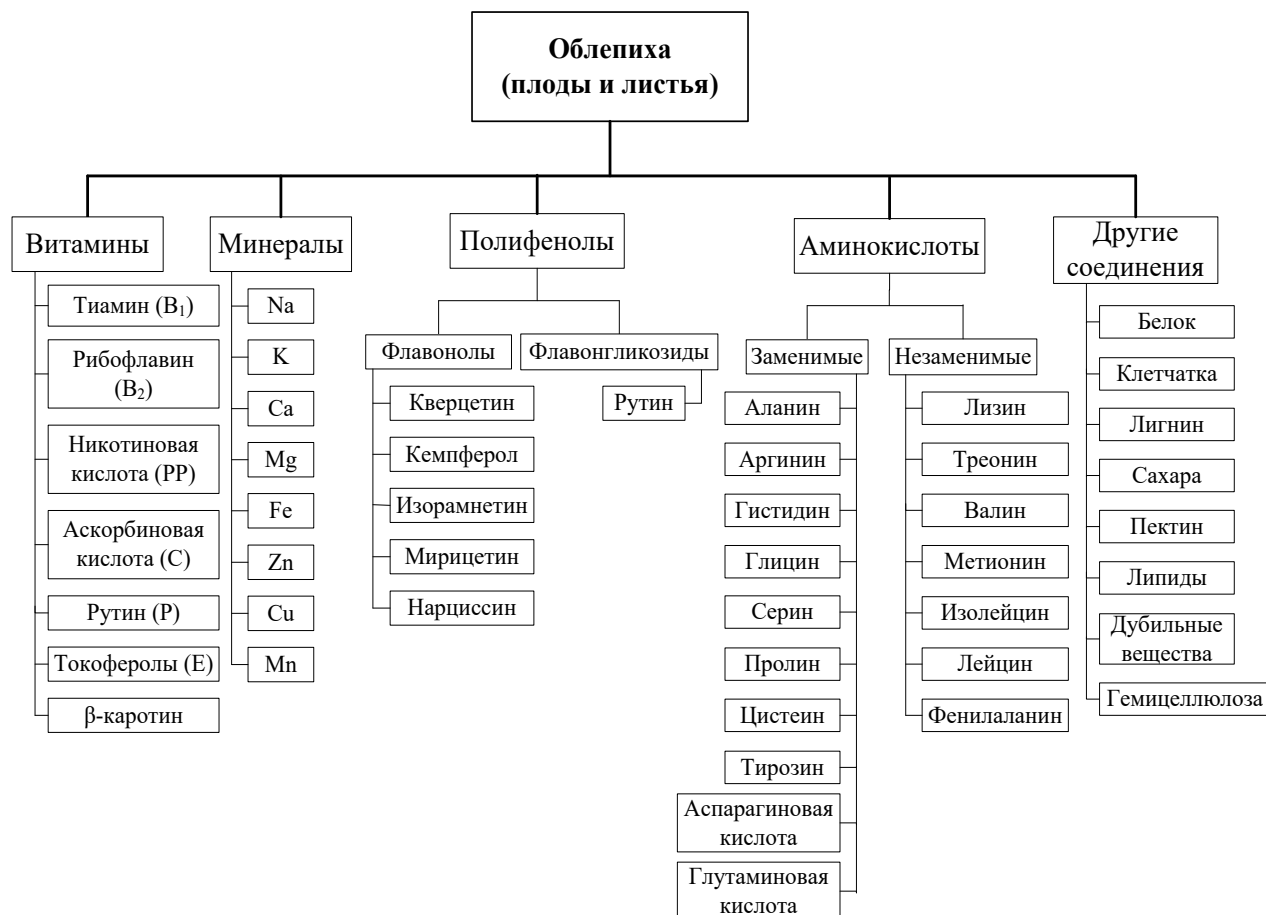 Облепиха
(плоды и листья)
Витамины
Тиамин (В₁)
Рибофлавин
(В₂)
Никотиновая
кислота (РР)
Аскорбиновая
кислота (С)
Рутин (Р)
Токоферолы (Е)
β-каротин
Минералы
Na
K
Ca
Mg
Fe
Zn
Cu
Mn
Полифенолы
Флавонолы
Кверцетин
Кемпферол
Изорамнетин
Мирицетин
Нарциссин
Флавонгликозиды
Рутин
Аминокислоты
Заменимые
Аланин
Аргинин
Гистидин
Глицин
Серин
Пролин
Цистеин
Тирозин
Аспарагиновая
кислота
Глутаминовая
кислота
Незаменимые
Лизин
Треонин
Валин
Метионин
Изолейцин
Лейцин
Фенилаланин
Другие
соединения
Белок
Клетчатка
Лигнин
Сахара
Пектин
Липиды
Дубильные
вещества
Гемицеллюлоза